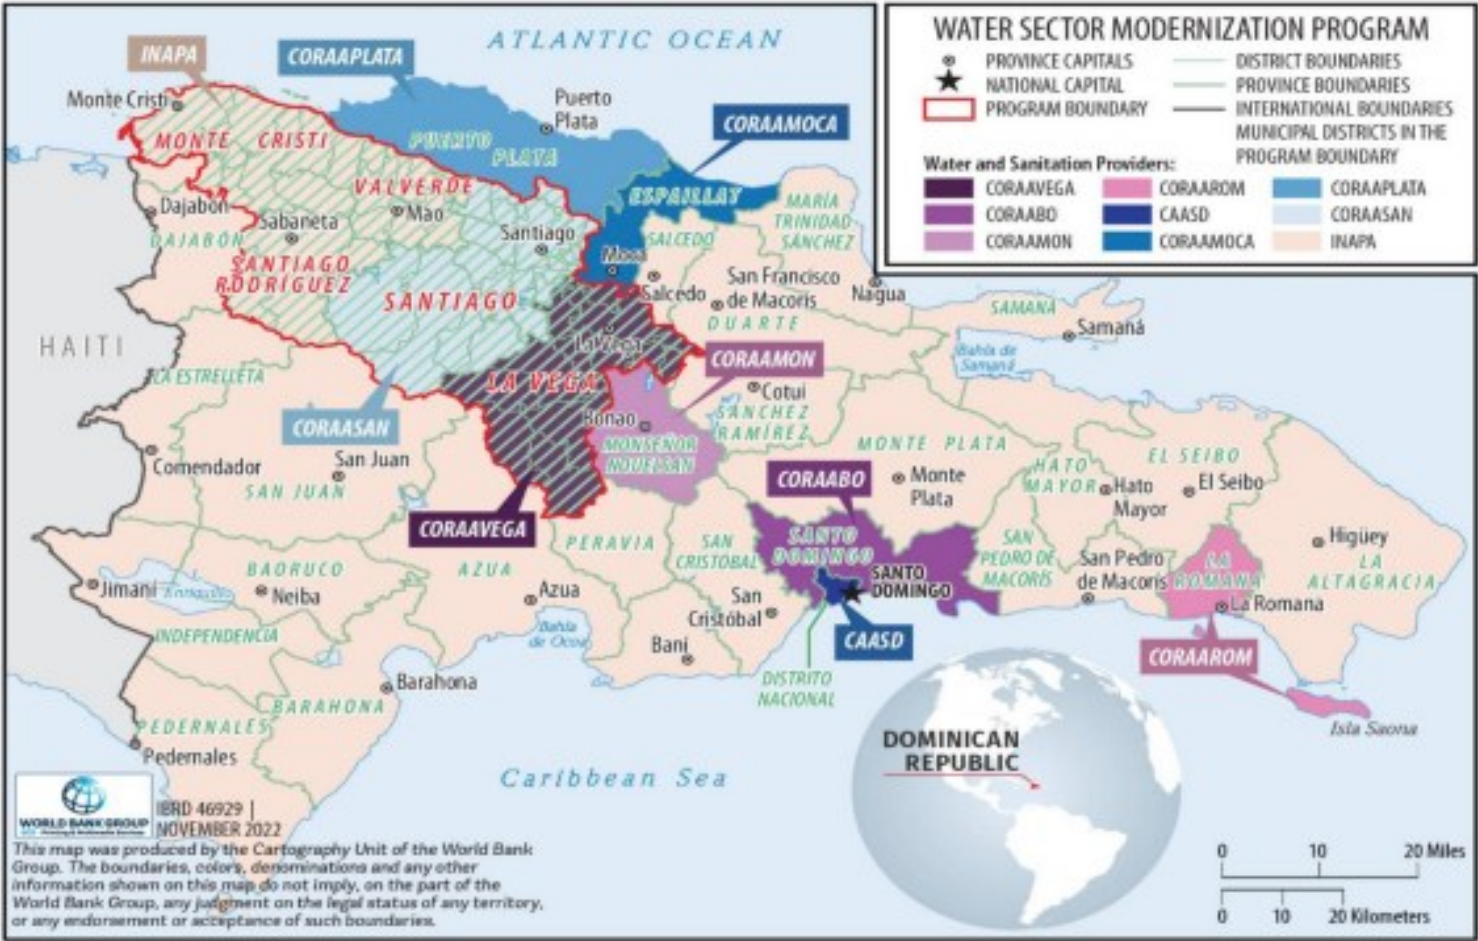 WATER SECTOR MODERNIZATION PROGRAM
PROVINCE CAPITALS
NATIONAL CAPITAL
PROGRAM BOUNDARY
DISTRICT BOUNDARIES
PROVINCE BOUNDARIES
INTERNATIONAL BOUNDARIES
MUNICIPAL DISTRICTS IN THE
PROGRAM BOUNDARY
Water and Sanitation Providers:
CORAAVEGA
CORAABO
CORAAMON
CORAAROM
CAASD
CORAAMOCA
CORAAPLATA
CORAASAN
INAPA
ATLANTIC OCEAN
INAPA
CORAAPLATA
CORAAMOCA
Monte Cristi
Puerto
Plata
MONTE CRISTI
PUERTO
PLATA
VALVERDE
ESPAILLAT
MARÍA
TRINIDAD
SÁNCHEZ
Dajabón
Sabaneta
Mao
Santiago
DAJABÓN
SALCEDO
Moca
SANTIAGO
RODRÍGUEZ
SANTIAGO
Salcedo
San Francisco
de Macorís
Nagua
DUARTE
SAMANÁ
Samaná
HAITI
La Vega
CORAAMON
Bahía de
Samaná
LA ESTRELLETA
LA VEGA
Cotuí
SÁNCHEZ
RAMÍREZ
CORAASAN
Bonao
MONSEÑOR
NOUELSAN
MONTE PLATA
EL SEIBO
Comendador
San Juan
SAN JUAN
CORAABO
Monte
Plata
HATO
MAYOR
Hato
Mayor
El Seibo
CORAAVEGA
PERAVIA
SAN
CRISTÓBAL
SANTO
DOMINGO
SAN
PEDRO DE
MACORÍS
San Pedro
de Macorís
Higüey
LA
ALTAGRACIA
LA
ROMANA
La Romana
BAORUCO
AZUA
SANTO
DOMINGO
Jimaní
Enriquillo
Neiba
Azua
San
Cristóbal
Bahía
de Ocoa
Baní
CAASD
CORAAROM
INDEPENDENCIA
DISTRITO
NACIONAL
Barahona
BARAHONA
PEDERNALES
Pedernales
Isla Saona
DOMINICAN
REPUBLIC
Caribbean Sea
WORLD BANK GROUP
IBRD 46929 |
NOVEMBER 2022
This map was produced by the Cartography Unit of the World Bank
Group. The boundaries, colors, denominations and any other
information shown on this map do not imply, on the part of the
World Bank Group, any judgment on the legal status of any territory,
or any endorsement or acceptance of such boundaries.
0 10 20 Miles
0 10 20 Kilometers